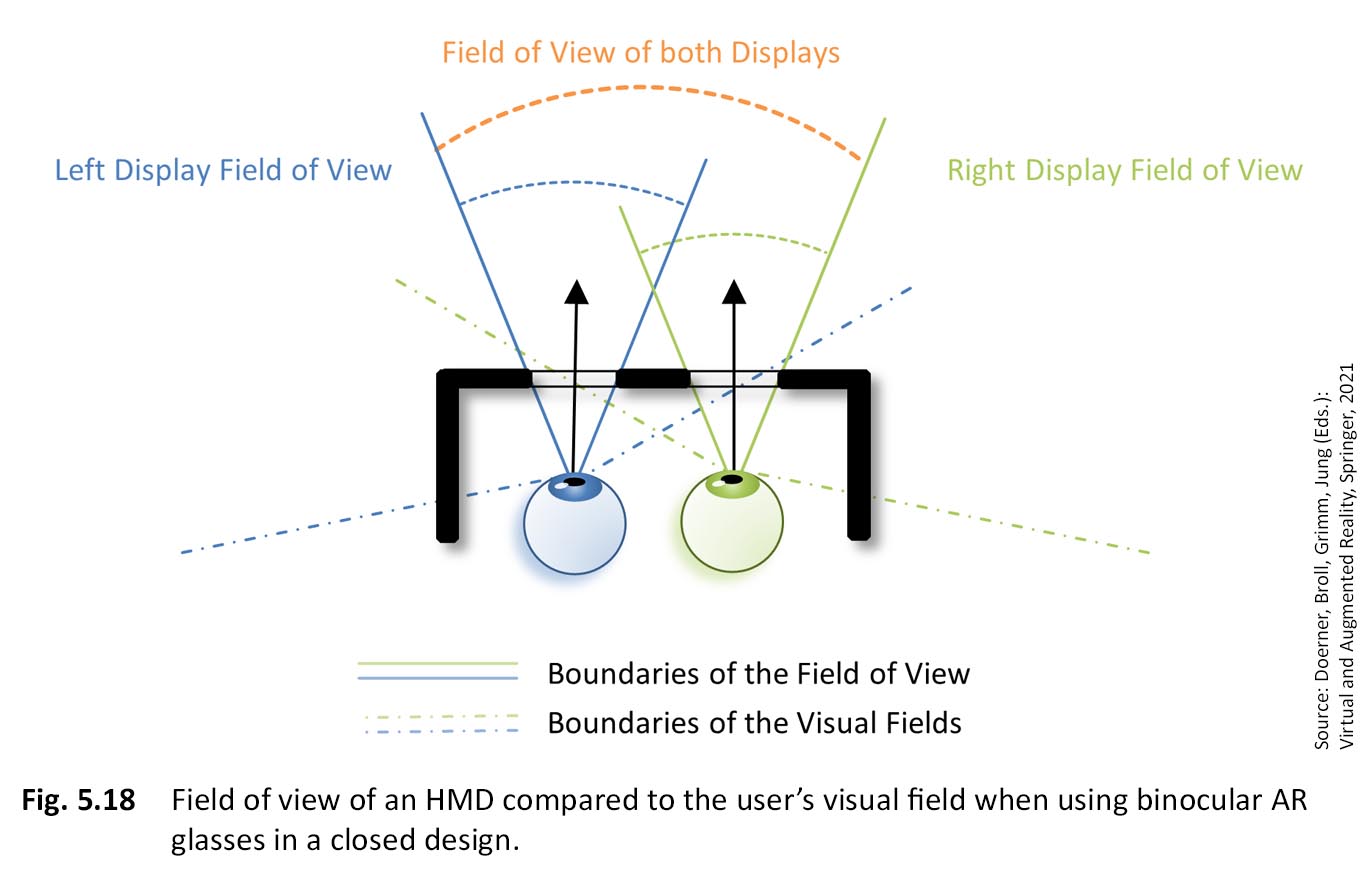 Field of View of both Displays
Left Display Field of View
Right Display Field of View
Boundaries of the Field of View
Boundaries of the Visual Fields
Source: Doerner, Broll, Grimm, Jung (Eds.):
Virtual and Augmented Reality, Springer, 2021
Fig. 5.18 Field of view of an HMD compared to the user’s visual field when using binocular AR
glasses in a closed design.